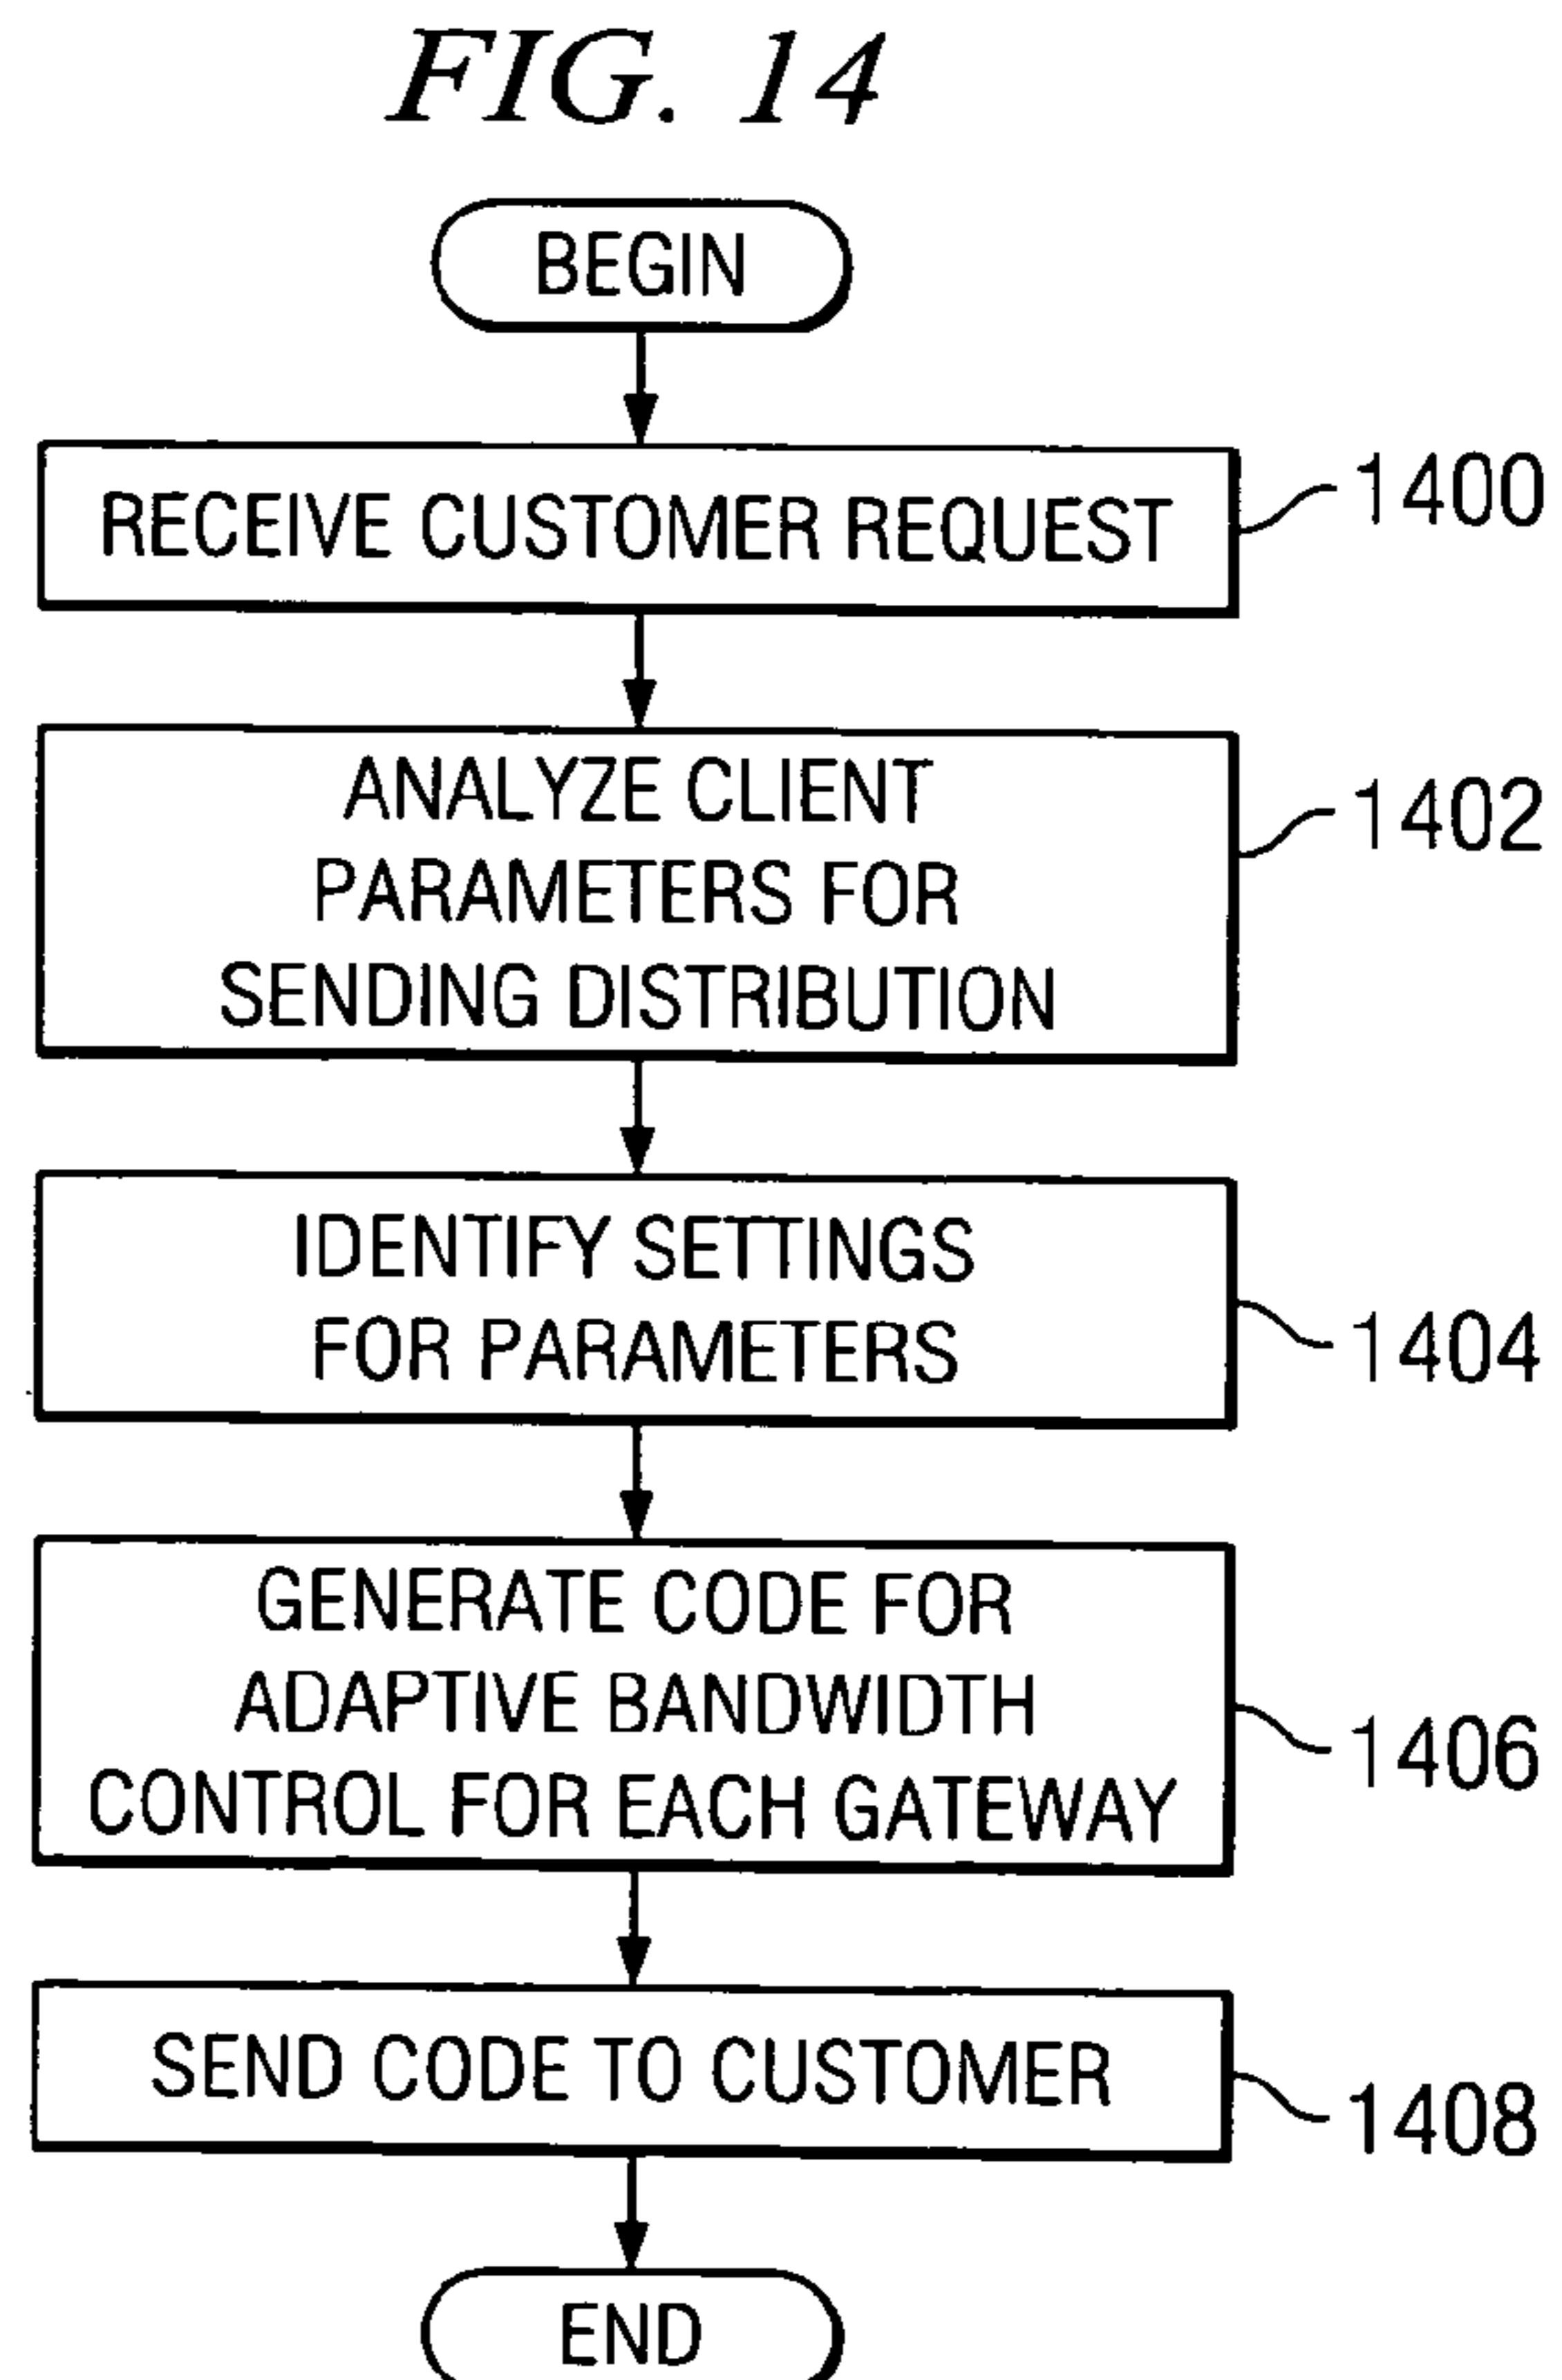 FIG. 14
BEGIN
RECEIVE CUSTOMER REQUEST
1400
ANALYZE CLIENT
PARAMETERS FOR
SENDING DISTRIBUTION
1402
IDENTIFY SETTINGS
FOR PARAMETERS
1404
GENERATE CODE FOR
ADAPTIVE BANDWIDTH
CONTROL FOR EACH GATEWAY
1406
SEND CODE TO CUSTOMER
1408
END